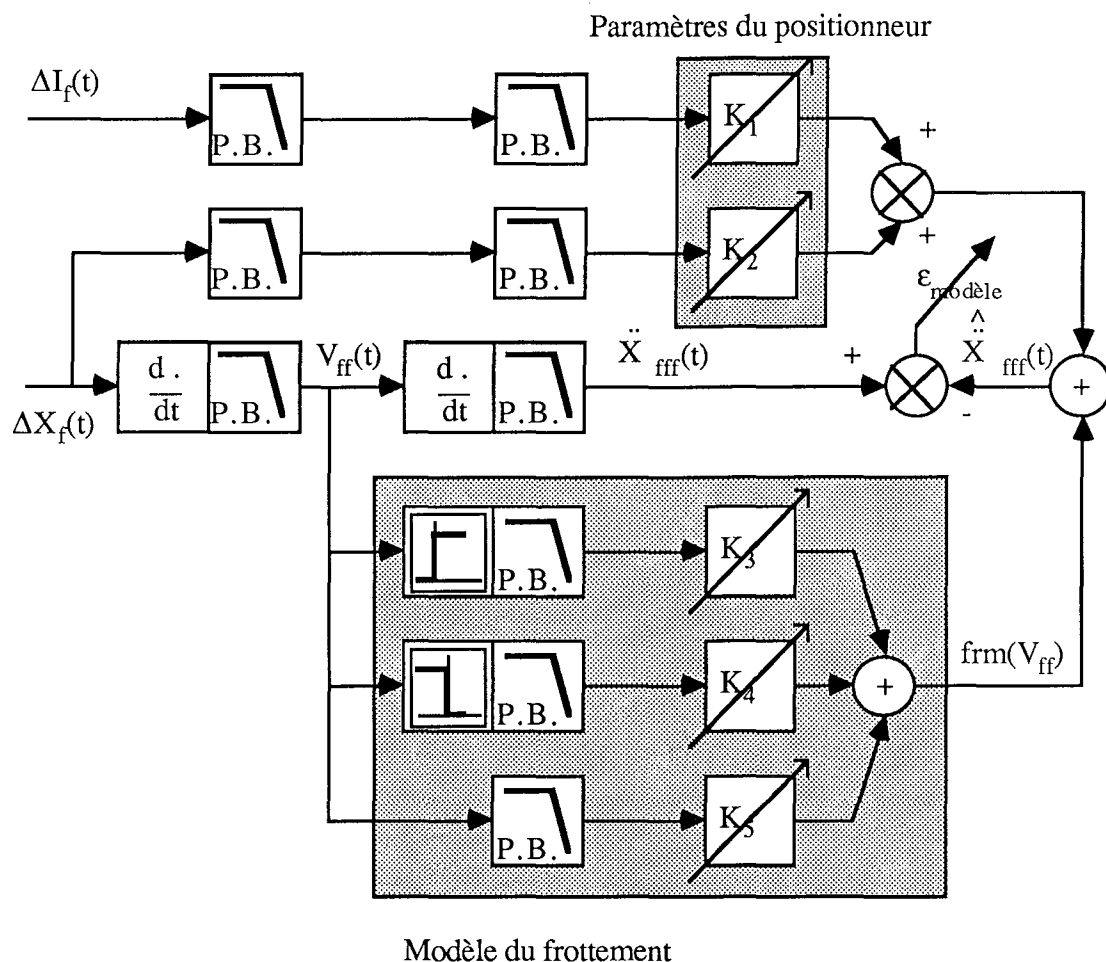 Paramètres du positionneur
ΔI_f(t)
P.B.
P.B.
K_1
+
P.B.
P.B.
K_2
+
ε_modèle
d .
dt
P.B.
V_ff(t)
d .
dt
P.B.
Ẍ_fff(t)
+
-
X̂̈_fff(t)
+
ΔX_f(t)
P.B.
K_3
P.B.
K_4
+
frm(V_ff)
P.B.
K_5
Modèle du frottement